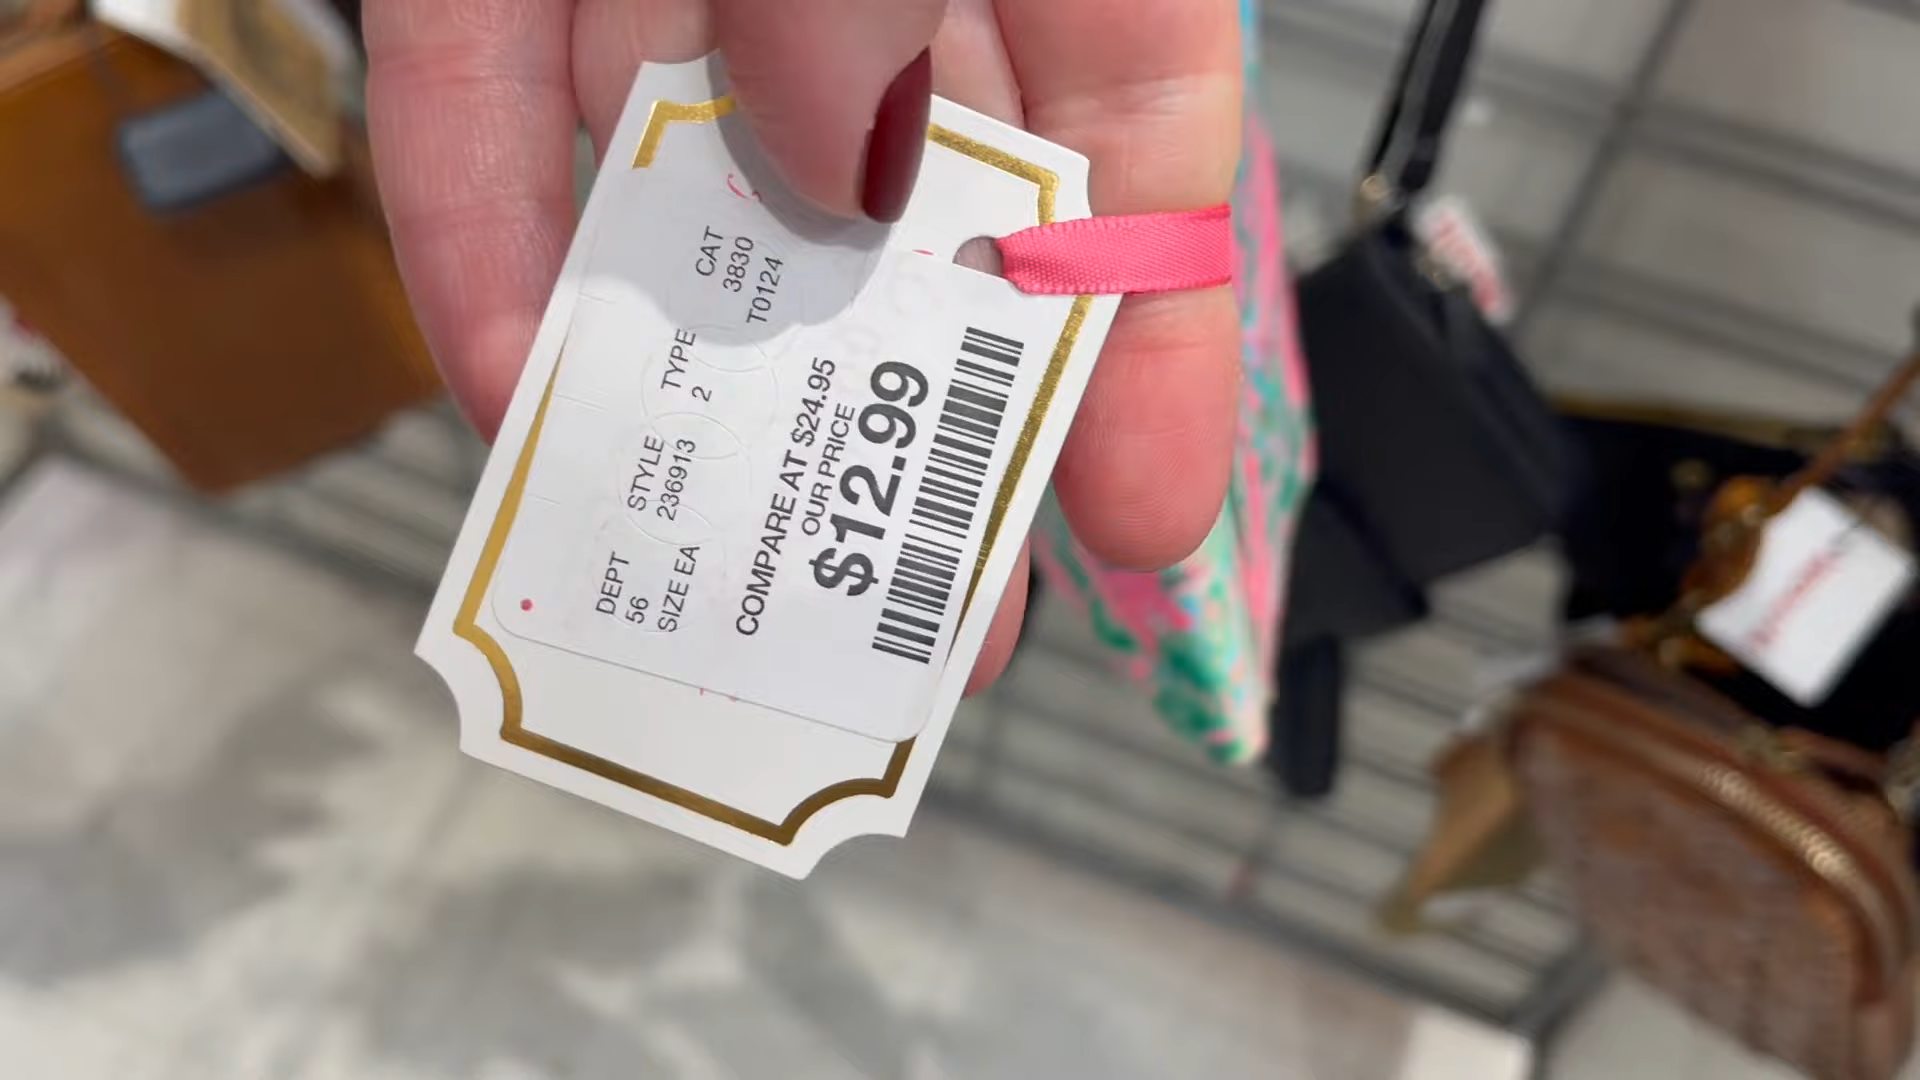 DEPT STYLE TYPE CAT
56 236913 2 3830
SIZE EA T0124
COMPARE AT $24.95
OUR PRICE
$12.99